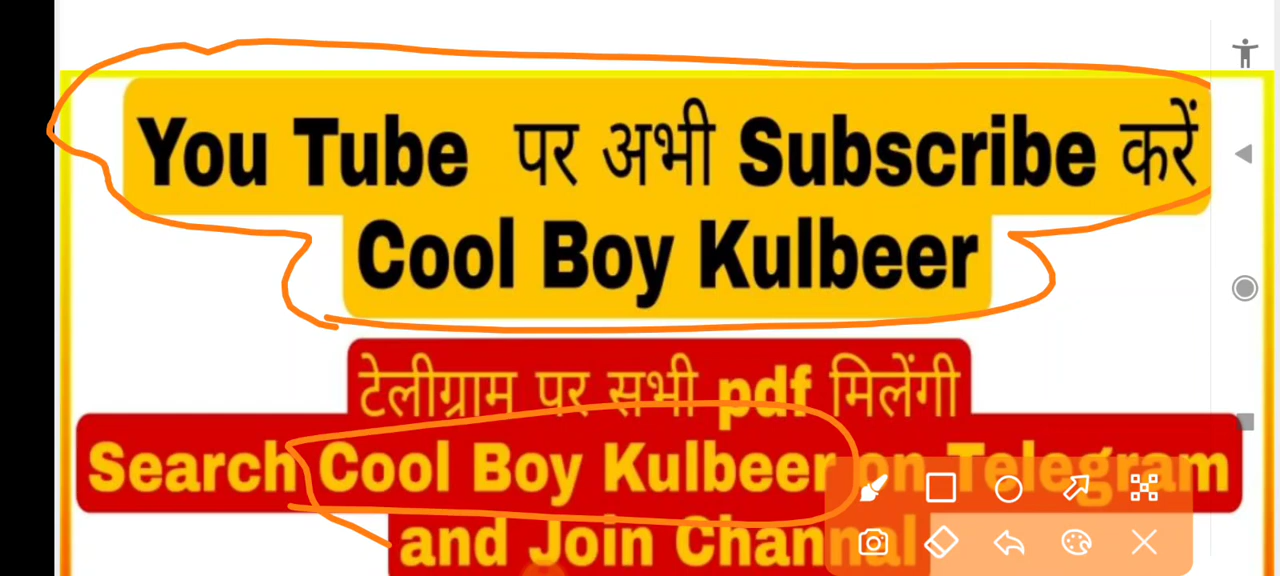 You Tube पर अभी Subscribe करें
Cool Boy Kulbeer
टेलीग्राम पर सभी pdf मिलेंगी
Search Cool Boy Kulbeer on Telegram
and Join Channal